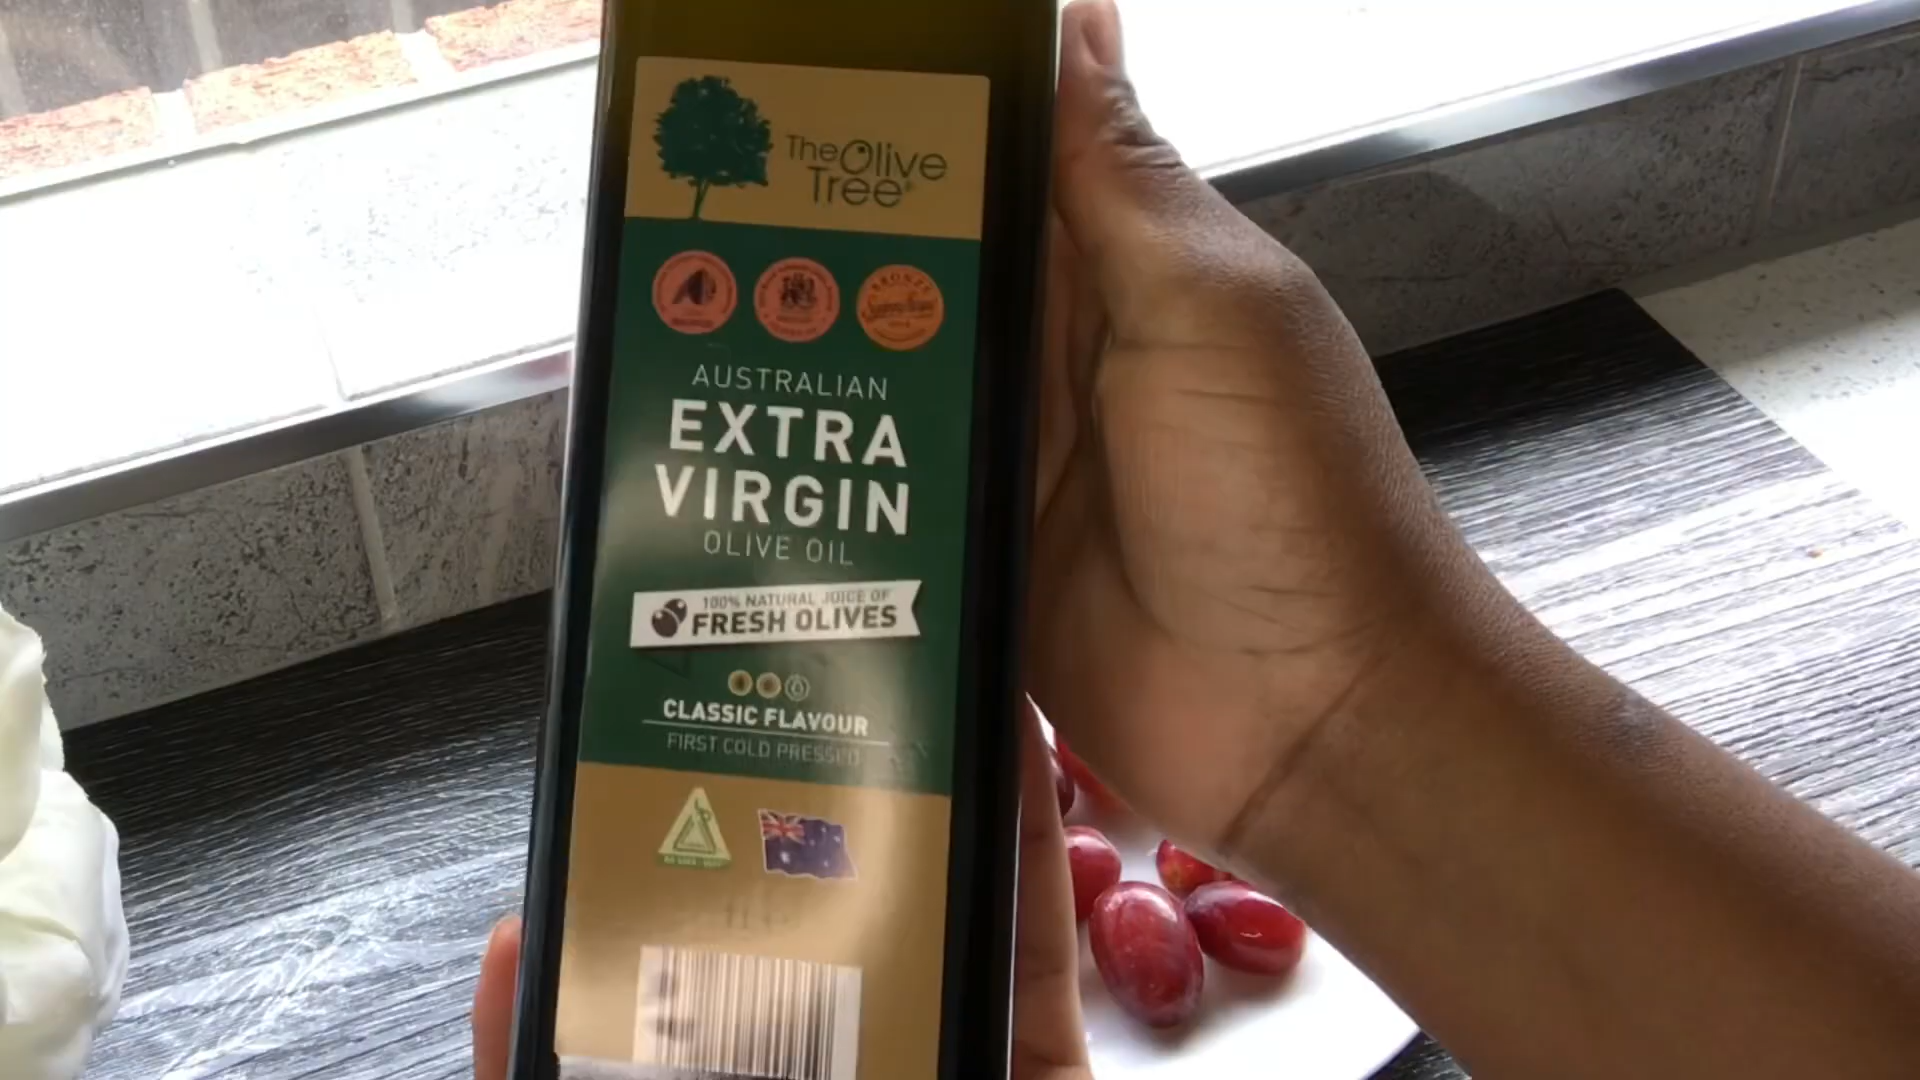 The Olive
Tree
BRONZE
AUSTRALIAN
EXTRA
VIRGIN
OLIVE OIL
100% NATURAL JUICE OF
FRESH OLIVES
CLASSIC FLAVOUR
FIRST COLD PRESSED